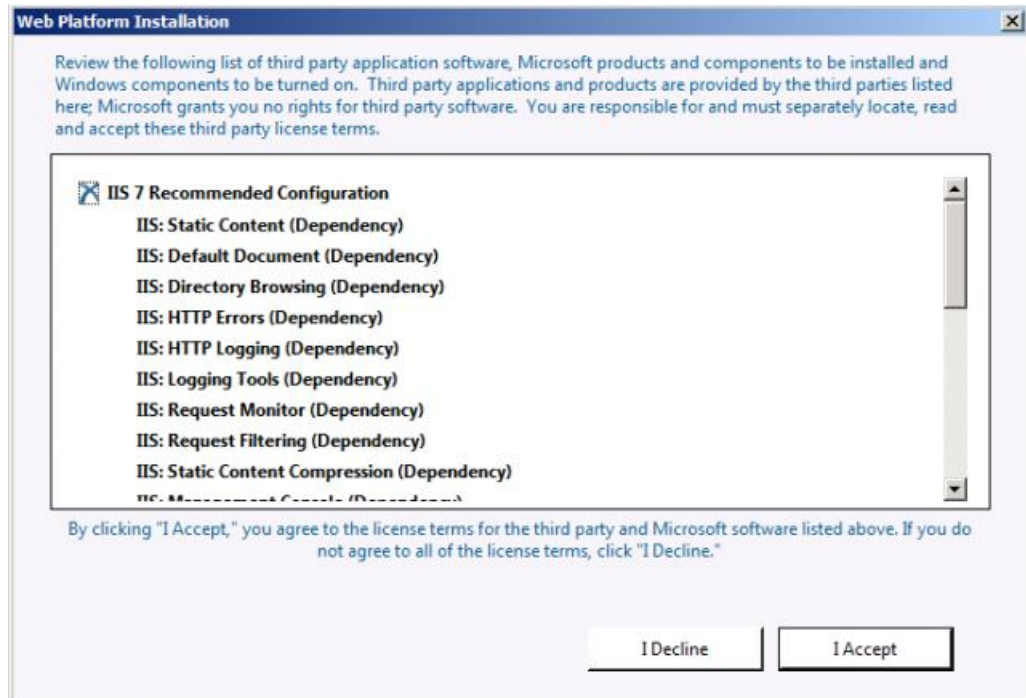 Web Platform Installation
Review the following list of third party application software, Microsoft products and components to be installed and
Windows components to be turned on.  Third party applications and products are provided by the third parties listed
here; Microsoft grants you no rights for third party software.  You are responsible for and must separately locate, read
and accept these third party license terms.
IIS 7 Recommended Configuration
IIS: Static Content (Dependency)
IIS: Default Document (Dependency)
IIS: Directory Browsing (Dependency)
IIS: HTTP Errors (Dependency)
IIS: HTTP Logging (Dependency)
IIS: Logging Tools (Dependency)
IIS: Request Monitor (Dependency)
IIS: Request Filtering (Dependency)
IIS: Static Content Compression (Dependency)
IIS: Management Console (Dependency)
By clicking "I Accept," you agree to the license terms for the third party and Microsoft software listed above. If you do
not agree to all of the license terms, click "I Decline."
I Decline
I Accept